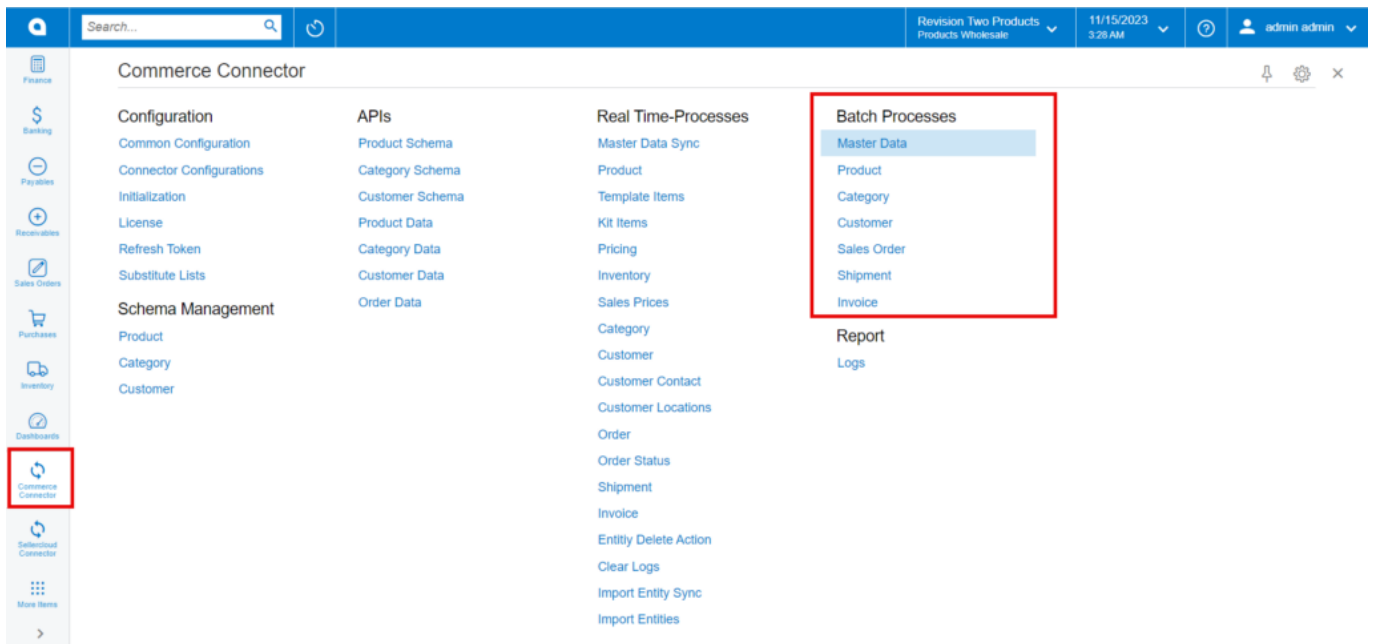 Search...
Revision Two Products
Products Wholesale
11/15/2023
3:28 AM
admin admin
Finance
Banking
Payables
Receivables
Sales Orders
Purchases
Inventory
Dashboards
Commerce
Connector
Sellercloud
Connector
More Items
Commerce Connector
Configuration
Common Configuration
Connector Configurations
Initialization
License
Refresh Token
Substitute Lists
Schema Management
Product
Category
Customer
APIs
Product Schema
Category Schema
Customer Schema
Product Data
Category Data
Customer Data
Order Data
Real Time-Processes
Master Data Sync
Product
Template Items
Kit Items
Pricing
Inventory
Sales Prices
Category
Customer
Customer Contact
Customer Locations
Order
Order Status
Shipment
Invoice
Entitiy Delete Action
Clear Logs
Import Entity Sync
Import Entities
Batch Processes
Master Data
Product
Category
Customer
Sales Order
Shipment
Invoice
Report
Logs